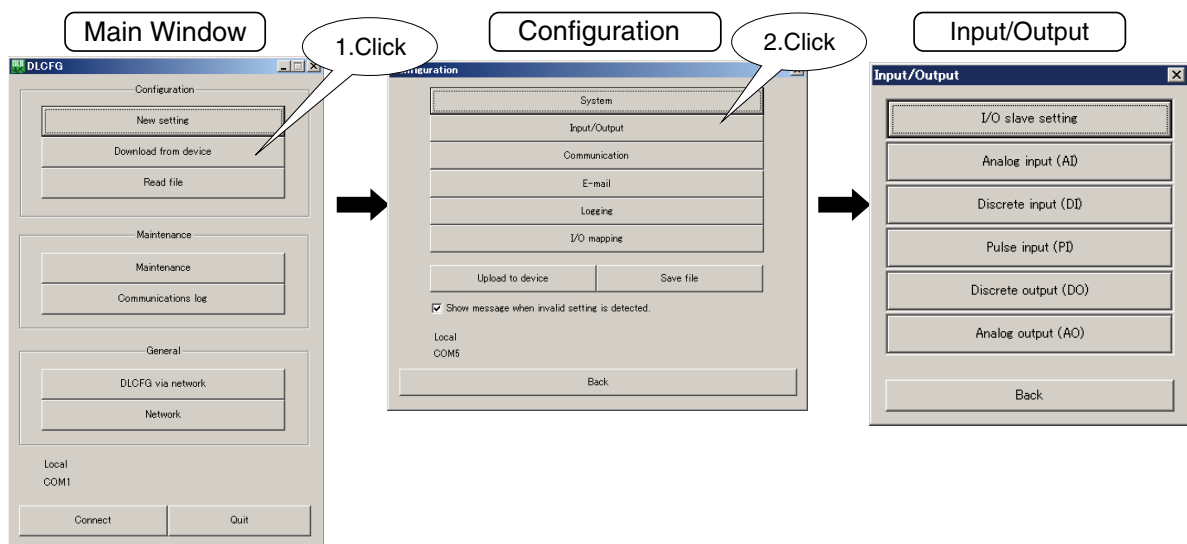 Main Window
1.Click
Configuration
2.Click
Input/Output
DLCFG
Configuration
New setting
Download from device
Read file
Maintenance
Maintenance
Communications log
General
DLCFG via network
Network
Local
COM1
Connect
Quit
System
Input/Output
Communication
E-mail
Logging
I/O mapping
Upload to device
Save file
Show message when invalid setting is detected.
Local
COM5
Back
Input/Output
I/O slave setting
Analog input (AI)
Discrete input (DI)
Pulse input (PI)
Discrete output (DO)
Analog output (AO)
Back